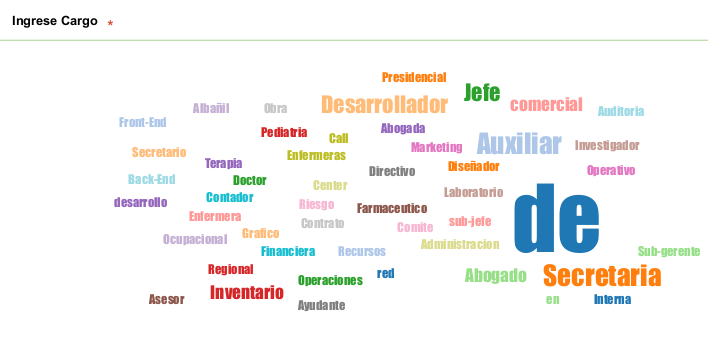 Ingrese Cargo *
Presidencial
Jefe
Desarrollador
comercial
Albañil
Obra
Auditoria
Front-End
Pediatria
Abogada
Call
Auxiliar
Marketing
Investigador
Secretario
Enfermeras
Terapia
Directivo
Diseñador
Operativo
Back-End
Doctor
Center
Laboratorio
desarrollo
Contador
Riesgo
Farmaceutico
de
Enfermera
Contrato
Comite
sub-jefe
Ocupacional
Grafico
Administracion
Financiera
Recursos
Sub-gerente
Regional
Operaciones
red
Abogado
Secretaria
Asesor
Inventario
Ayudante
en
Interna